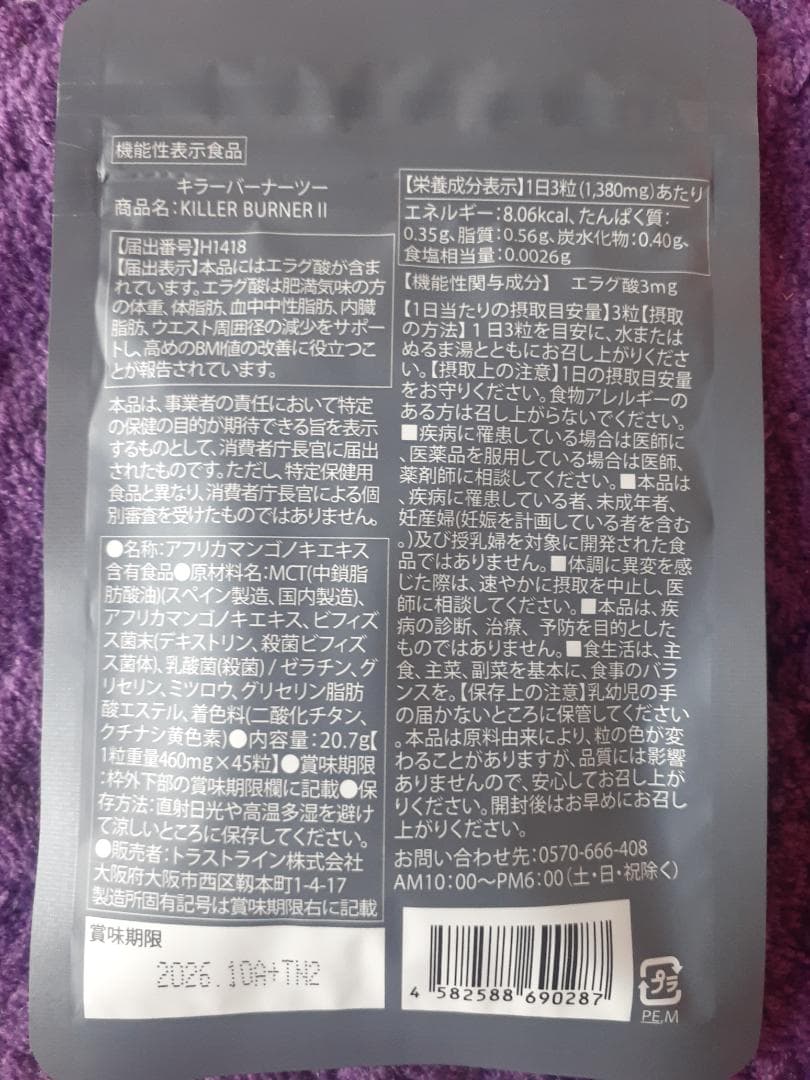 機能性表示食品
キラーバーナーツー
商品名：KILLER BURNER II
【届出番号】H1418
【届出表示】本品にはエラグ酸が含ま
れています。エラグ酸は肥満気味の方
の体重、体脂肪、血中中性脂肪、内臓
脂肪、ウエスト周囲径の減少をサポー
トし、高めのBMI値の改善に役立つこ
とが報告されています。
本品は、事業者の責任において特定
の保健の目的が期待できる旨を表示
するものとして、消費者庁長官に届出
されたものです。ただし、特定保健用
食品と異なり、消費者庁長官による個
別審査を受けたものではありません。
●名称：アフリカマンゴノキエキス
含有食品●原材料名：MCT(中鎖脂
肪酸油)(スペイン製造、国内製造)、
アフリカマンゴノキエキス、ビフィズ
ス菌末(デキストリン、殺菌ビフィズ
ス菌体)、乳酸菌(殺菌) / ゼラチン、グ
リセリン、ミツロウ、グリセリン脂肪
酸エステル、着色料(二酸化チタン、
クチナシ黄色素)●内容量：20.7g【
1粒重量460mg×45粒】●賞味期限
：枠外下部の賞味期限欄に記載●保
存方法：直射日光や高温多湿を避け
て涼しいところに保存してください。
●販売者：トラストライン株式会社
大阪府大阪市西区靱本町1-4-17
製造所固有記号は賞味期限右に記載
賞味期限
2026.10A+TN2
【栄養成分表示】1日3粒(1,380mg)あたり
エネルギー：8.06kcal、たんぱく質：
0.35g、脂質：0.56g、炭水化物：0.40g、
食塩相当量：0.0026g
【機能性関与成分】 エラグ酸3mg
【1日当たりの摂取目安量】3粒【摂取
の方法】1日3粒を目安に、水または
ぬるま湯とともにお召し上がりくださ
い。【摂取上の注意】1日の摂取目安量
をお守りください。食物アレルギーの
ある方は召し上がらないでください。
■疾病に罹患している場合は医師に
、医薬品を服用している場合は医師、
薬剤師に相談してください。■本品は
、疾病に罹患している者、未成年者、
妊産婦(妊娠を計画している者を含む
。)及び授乳婦を対象に開発された食
品ではありません。■体調に異変を感
じた際は、速やかに摂取を中止し、医
師に相談してください。■本品は、疾
病の診断、治療、予防を目的とした
ものではありません。■食生活は、主
食、主菜、副菜を基本に、食事のバラ
ンスを。【保存上の注意】乳幼児の手
の届かないところに保管してください
。本品は原料由来により、粒の色が変
わることがありますが、品質には影響
ありませんので、安心してお召し上が
りください。開封後はお早めにお召し
上がりください。
お問い合わせ先：0570-666-408
AM10：00〜PM6：00（土・日・祝除く）
4 582588 690287
プラ
PE,M